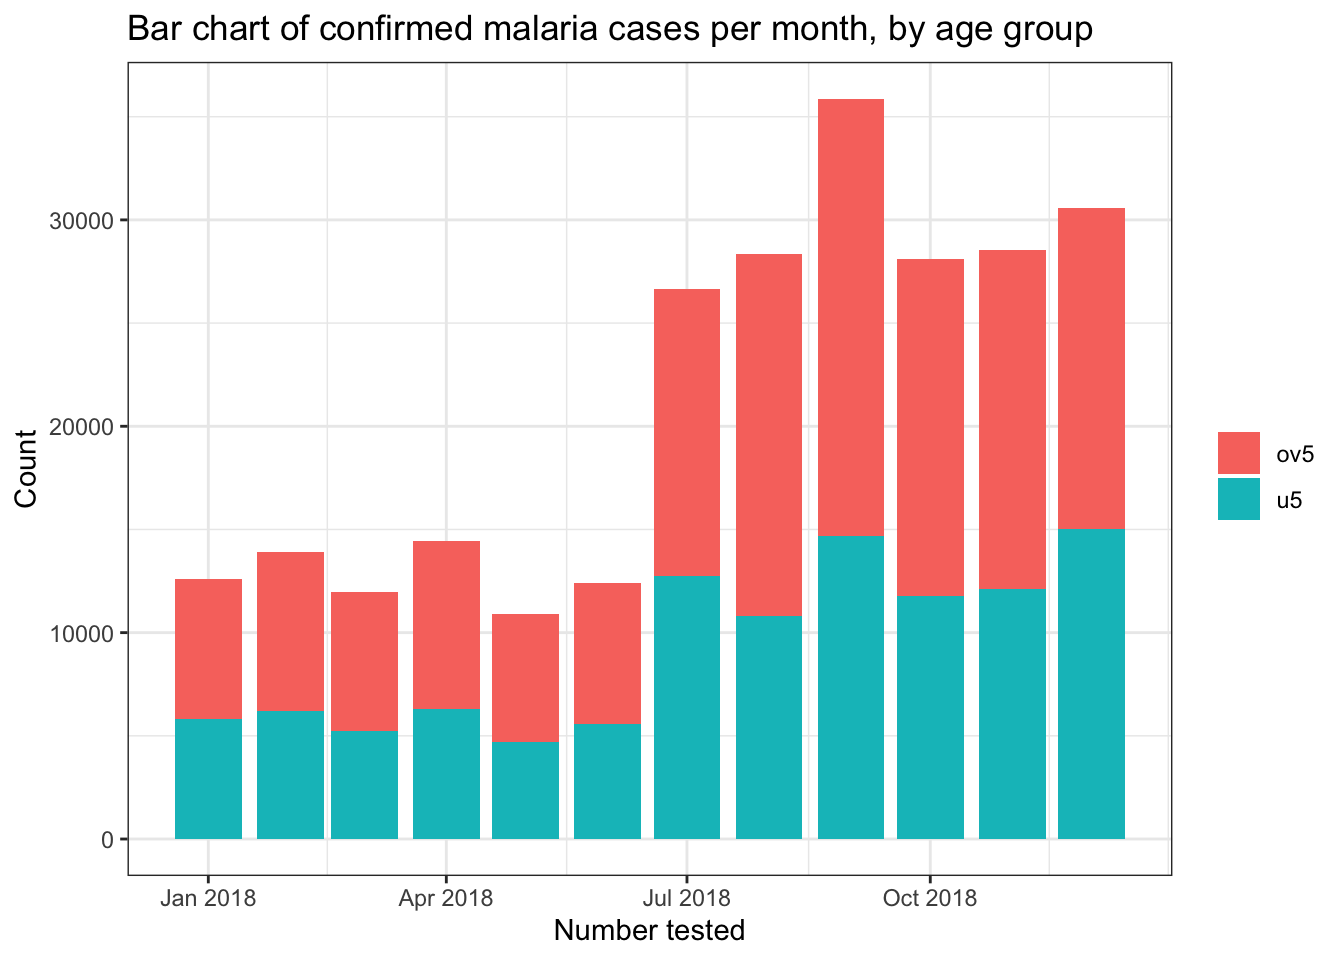 Bar chart of confirmed malaria cases per month, by age group
Count
30000
20000
10000
0
Jan 2018 Apr 2018 Jul 2018 Oct 2018
Number tested
ov5
u5